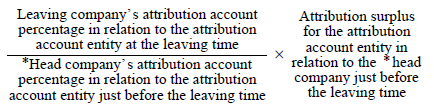 Leaving company's attribution account
percentage in relation to the attribution
account entity at the leaving time
*Head company's attribution account
percentage in relation to the attribution
account entity just before the leaving time
×
Attribution surplus
for the attribution
account entity in
relation to the *head
company just before
the leaving time